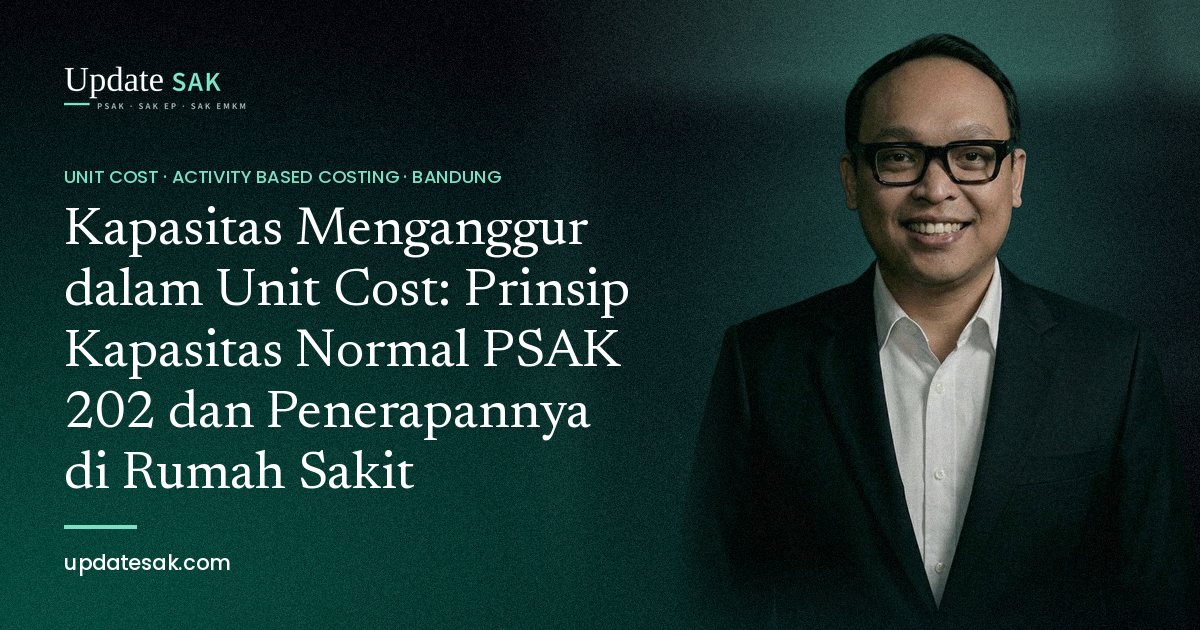 Update SAK
PSAK · SAK EP · SAK EMKM
UNIT COST · ACTIVITY BASED COSTING · BANDUNG
Kapasitas Menganggur
dalam Unit Cost: Prinsip
Kapasitas Normal PSAK
202 dan Penerapannya
di Rumah Sakit
updatesak.com